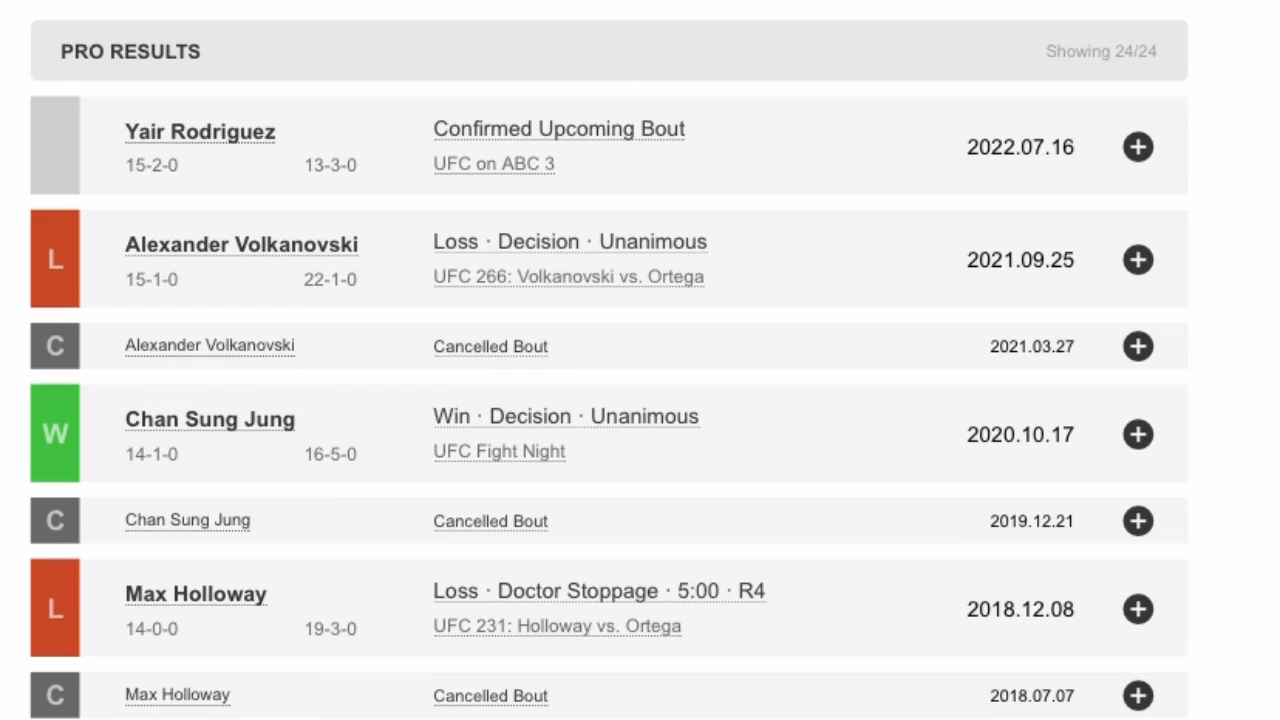 PRO RESULTS Showing 24/24
Yair Rodriguez Confirmed Upcoming Bout
15-2-0 13-3-0 UFC on ABC 3 2022.07.16
L Alexander Volkanovski Loss · Decision · Unanimous
15-1-0 22-1-0 UFC 266: Volkanovski vs. Ortega 2021.09.25
C Alexander Volkanovski Cancelled Bout 2021.03.27
W Chan Sung Jung Win · Decision · Unanimous
14-1-0 16-5-0 UFC Fight Night 2020.10.17
C Chan Sung Jung Cancelled Bout 2019.12.21
L Max Holloway Loss · Doctor Stoppage · 5:00 · R4
14-0-0 19-3-0 UFC 231: Holloway vs. Ortega 2018.12.08
C Max Holloway Cancelled Bout 2018.07.07